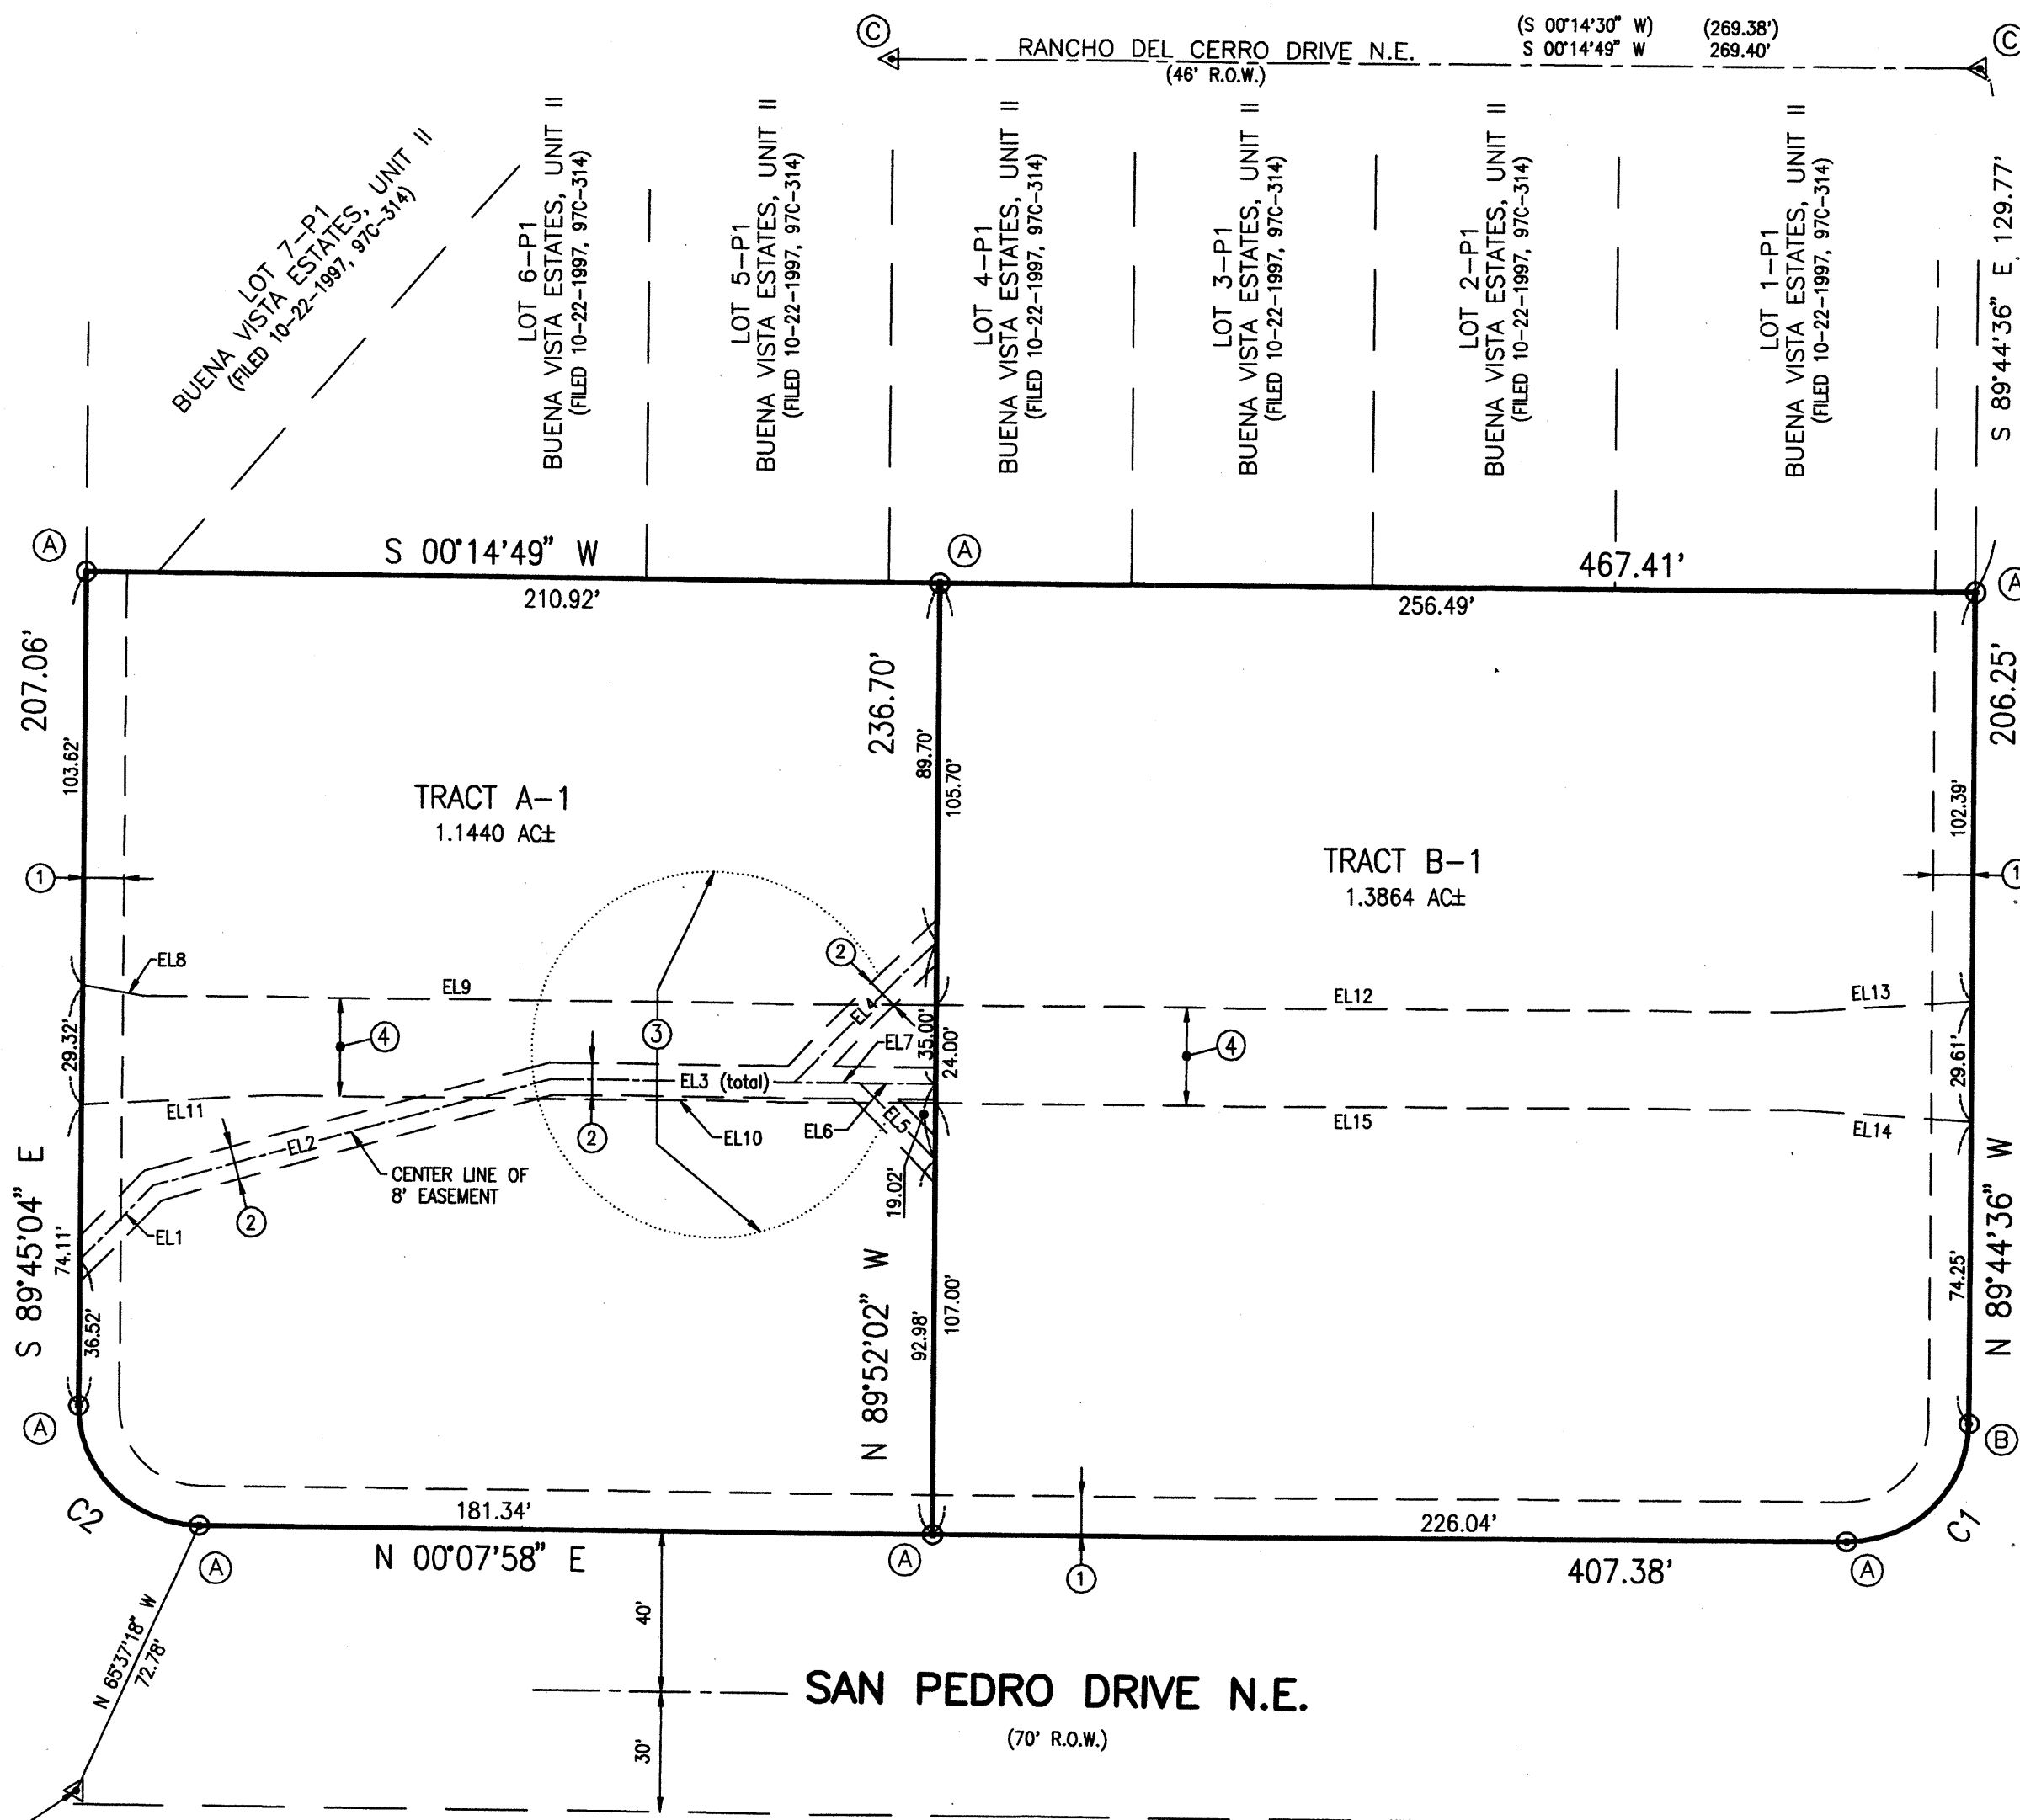 (S 00°14'30" W) (269.38')
S 00°14'49" W 269.40'
C
RANCHO DEL CERRO DRIVE N.E.
(46' R.O.W.)
C
LOT 7-P1
BUENA VISTA ESTATES, UNIT II
(FILED 10-22-1997, 97C-314)
LOT 6-P1
BUENA VISTA ESTATES, UNIT II
(FILED 10-22-1997, 97C-314)
LOT 5-P1
BUENA VISTA ESTATES, UNIT II
(FILED 10-22-1997, 97C-314)
LOT 4-P1
BUENA VISTA ESTATES, UNIT II
(FILED 10-22-1997, 97C-314)
LOT 3-P1
BUENA VISTA ESTATES, UNIT II
(FILED 10-22-1997, 97C-314)
LOT 2-P1
BUENA VISTA ESTATES, UNIT II
(FILED 10-22-1997, 97C-314)
LOT 1-P1
BUENA VISTA ESTATES, UNIT II
(FILED 10-22-1997, 97C-314)
S 89°44'36" E, 129.77'
A
S 00°14'49" W
A
467.41'
A
210.92'
256.49'
207.06'
103.62'
236.70'
89.70'
105.70'
206.25'
102.39'
TRACT A-1
1.1440 AC±
TRACT B-1
1.3864 AC±
1
1
2
EL8
EL9
EL4
EL12
EL13
29.32'
4
3
35.00'
24.00'
EL7
4
29.61'
EL3 (total)
EL11
EL2
2
EL10
EL6
EL5
EL15
EL14
CENTER LINE OF
8' EASEMENT
2
EL1
19.02'
S 89°45'04" E
74.11'
36.52'
N 89°52'02" W
92.98'
107.00'
74.25'
N 89°44'36" W
A
B
C2
181.34'
226.04'
C1
A
N 00°07'58" E
A
1
407.38'
A
N 65°37'18" W
72.78'
40'
SAN PEDRO DRIVE N.E.
(70' R.O.W.)
30'